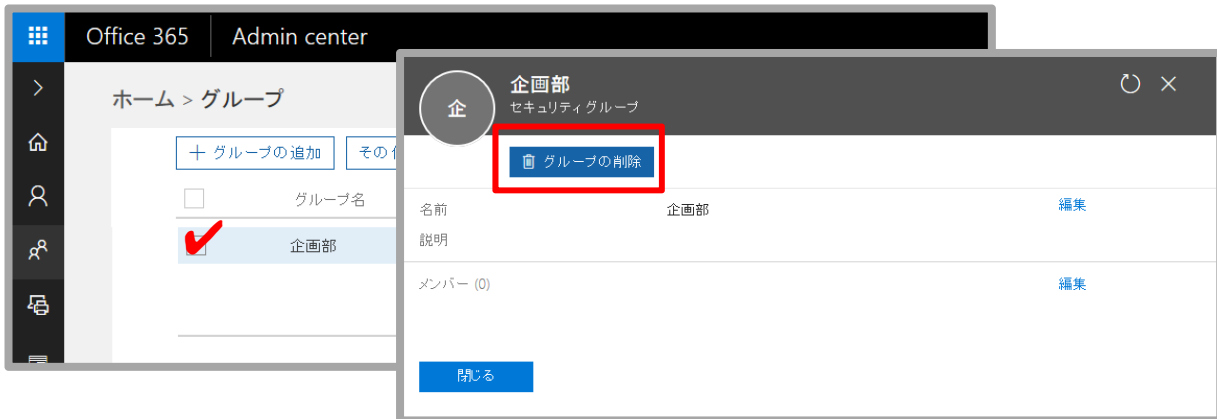 Office 365 Admin center
ホーム > グループ
＋ グループの追加
その
グループ名
企画部
企
企画部
セキュリティグループ
グループの削除
名前 企画部 編集
説明
メンバー (0) 編集
閉じる